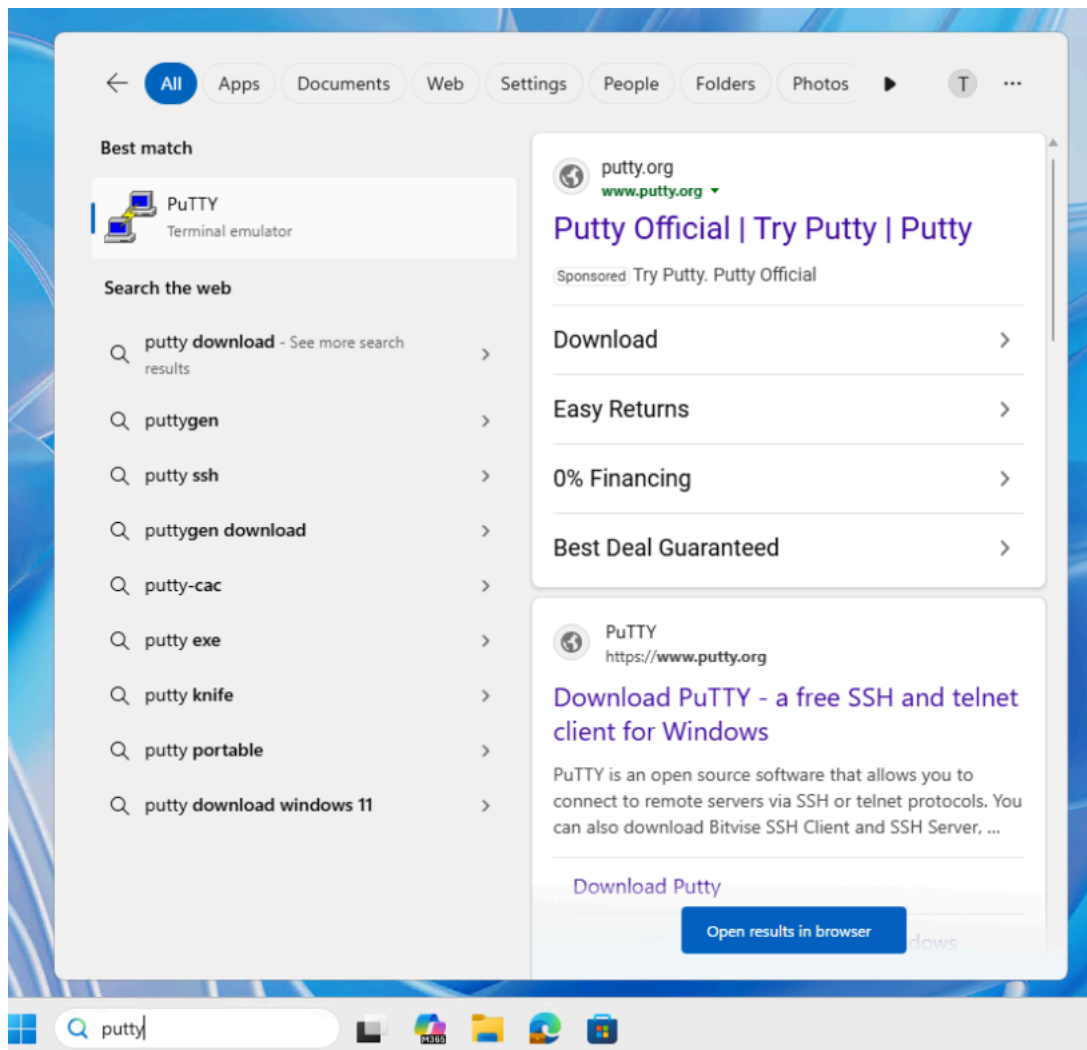 All
Apps
Documents
Web
Settings
People
Folders
Photos
T
Best match
PuTTY
Terminal emulator
Search the web
putty download - See more search
results
puttygen
putty ssh
puttygen download
putty-cac
putty exe
putty knife
putty portable
putty download windows 11
putty.org
www.putty.org
Putty Official | Try Putty | Putty
Sponsored Try Putty. Putty Official
Download
Easy Returns
0% Financing
Best Deal Guaranteed
PuTTY
https://www.putty.org
Download PuTTY - a free SSH and telnet
client for Windows
PuTTY is an open source software that allows you to
connect to remote servers via SSH or telnet protocols. You
can also download Bitvise SSH Client and SSH Server, ...
Download Putty
Open results in browser
dows
putty
M365